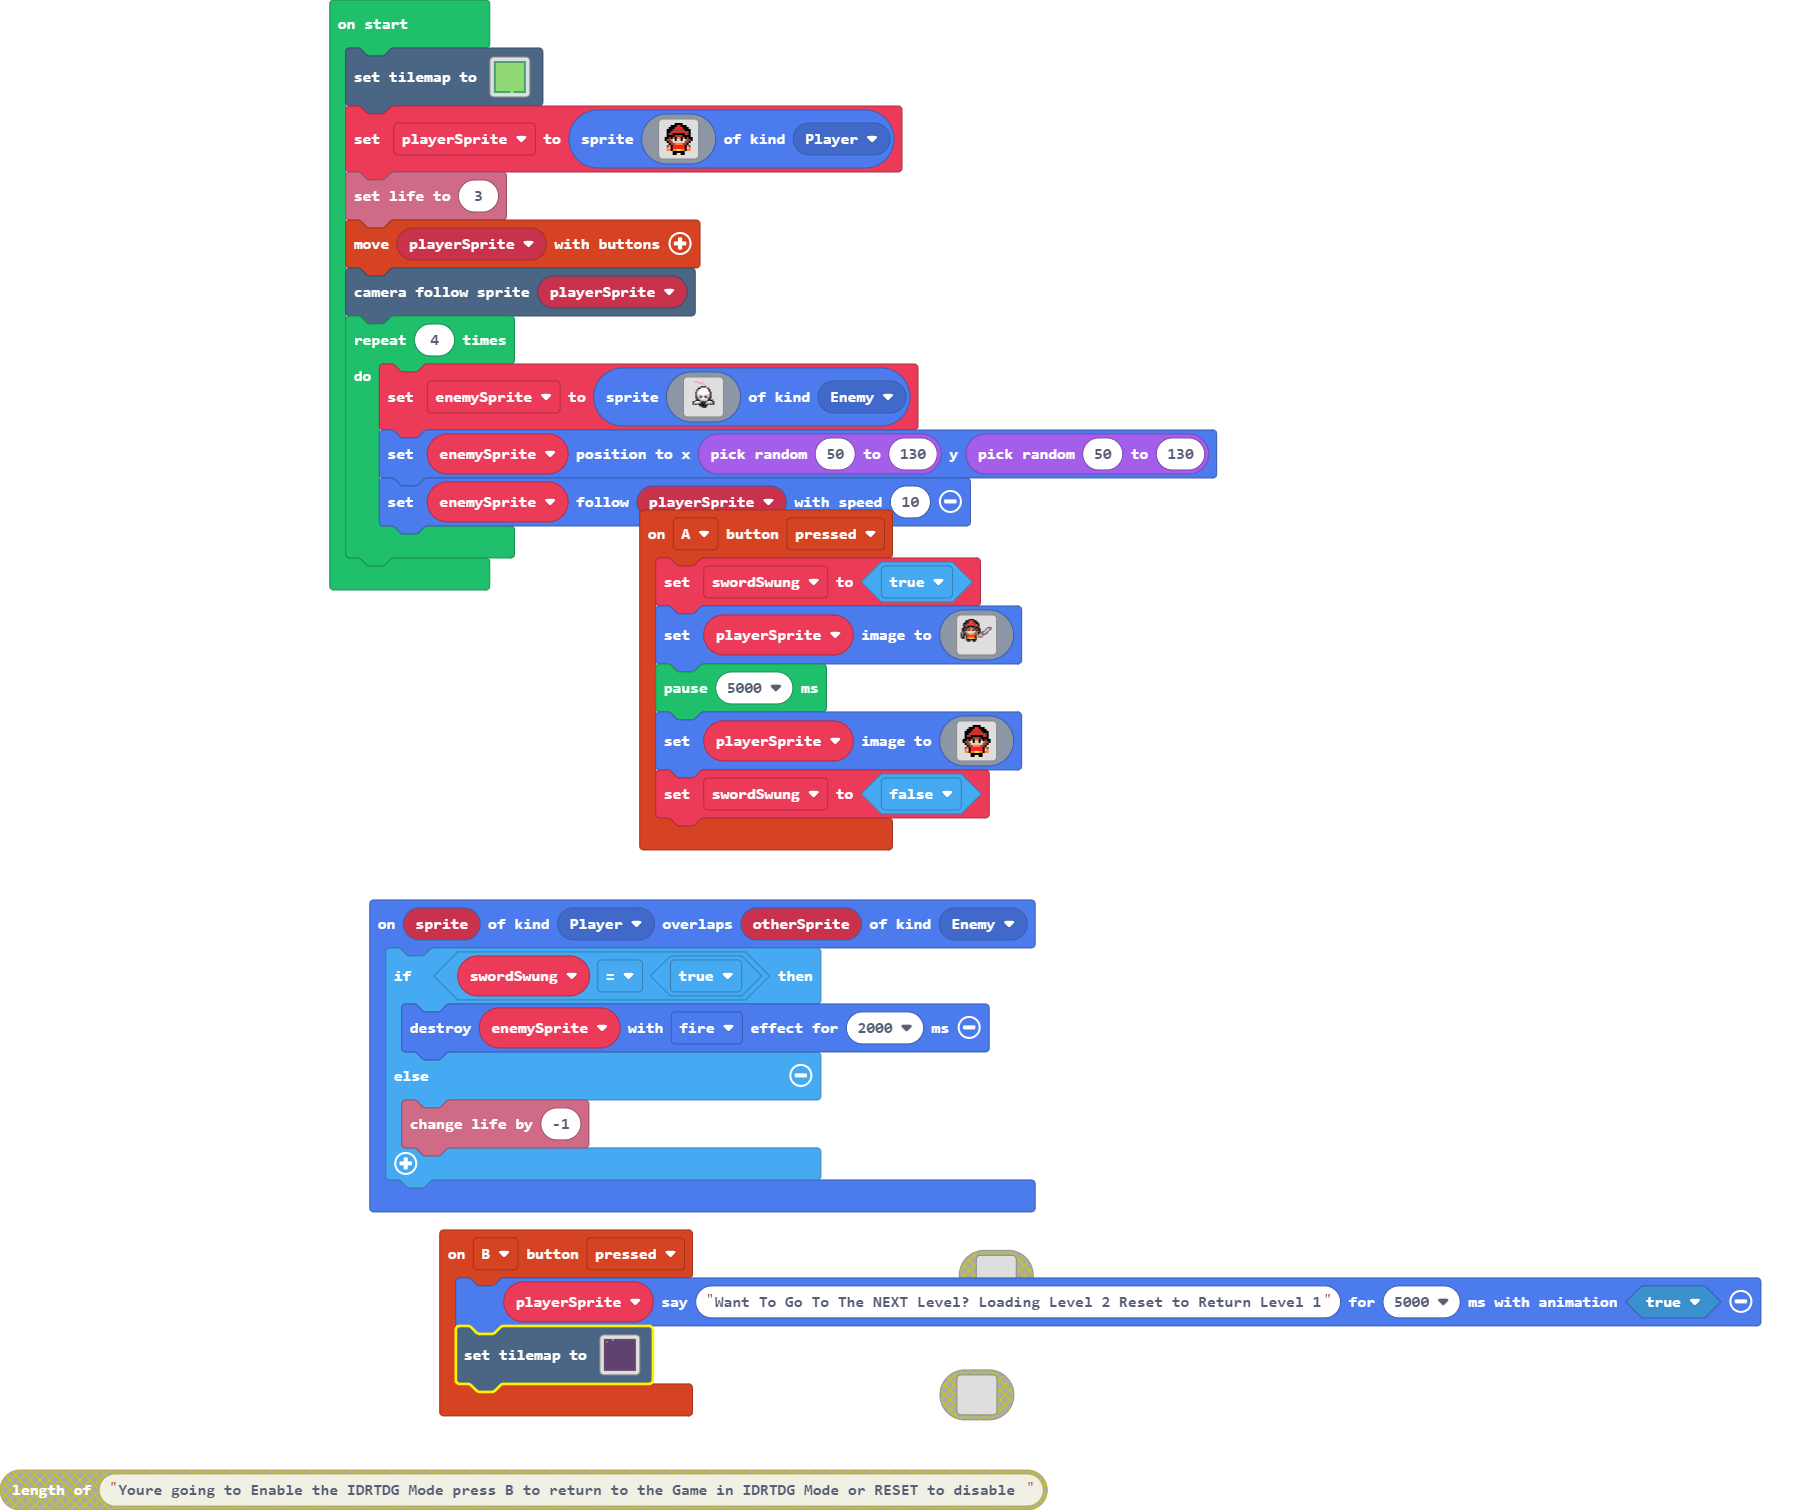 on start
set tilemap to
set playerSprite to sprite of kind Player
set life to 3
move playerSprite with buttons
camera follow sprite playerSprite
repeat 4 times
do
set enemySprite to sprite of kind Enemy
set enemySprite position to x pick random 50 to 130 y pick random 50 to 130
set enemySprite follow playerSprite with speed 10
on A button pressed
set swordSwung to true
set playerSprite image to
pause 5000 ms
set playerSprite image to
set swordSwung to false
on sprite of kind Player overlaps otherSprite of kind Enemy
if swordSwung = true then
destroy enemySprite with fire effect for 2000 ms
else
change life by -1
on B button pressed
playerSprite say "Want To Go To The NEXT Level? Loading Level 2 Reset to Return Level 1" for 5000 ms with animation true
set tilemap to
length of "Youre going to Enable the IDRTDG Mode press B to return to the Game in IDRTDG Mode or RESET to disable "